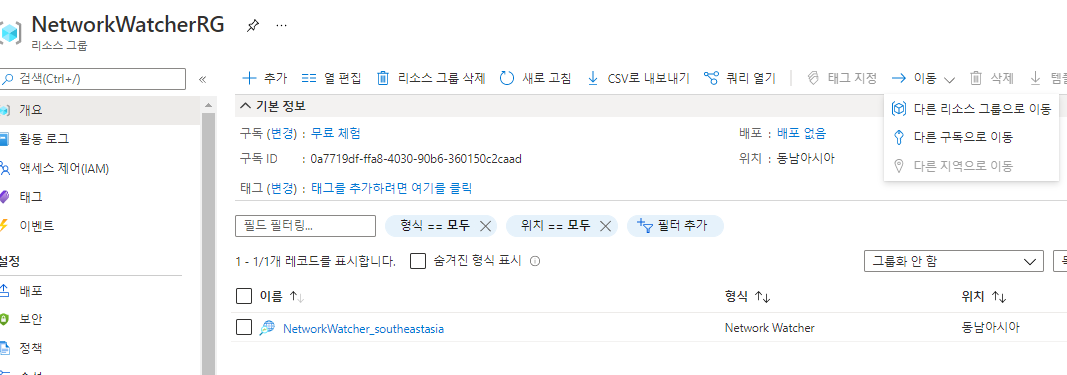 NetworkWatcherRG
리소스 그룹
검색(Ctrl+/)
개요
활동 로그
액세스 제어(IAM)
태그
이벤트
설정
배포
보안
정책
추가 열 편집 리소스 그룹 삭제 새로 고침 CSV로 내보내기 쿼리 열기 태그 지정 이동 삭제
다른 리소스 그룹으로 이동
다른 구독으로 이동
다른 지역으로 이동
기본 정보
구독 (변경) : 무료 체험 배포 : 배포 없음
구독 ID : 0a7719df-ffa8-4030-90b6-360150c2caad 위치 : 동남아시아
태그 (변경) : 태그를 추가하려면 여기를 클릭
필드 필터링... 형식 == 모두 위치 == 모두 필터 추가
1 - 1/1개 레코드를 표시합니다. 숨겨진 형식 표시 그룹화 안 함
이름 형식 위치
NetworkWatcher_southeastasia Network Watcher 동남아시아